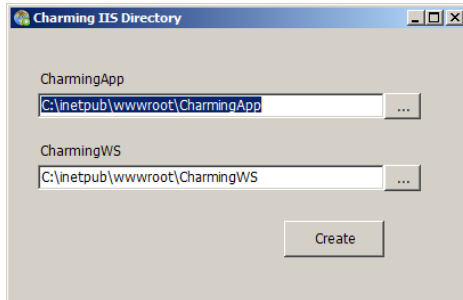 Charming IIS Directory
CharmingApp
C:\inetpub\wwwroot\CharmingApp
...
CharmingWS
C:\inetpub\wwwroot\CharmingWS
...
Create